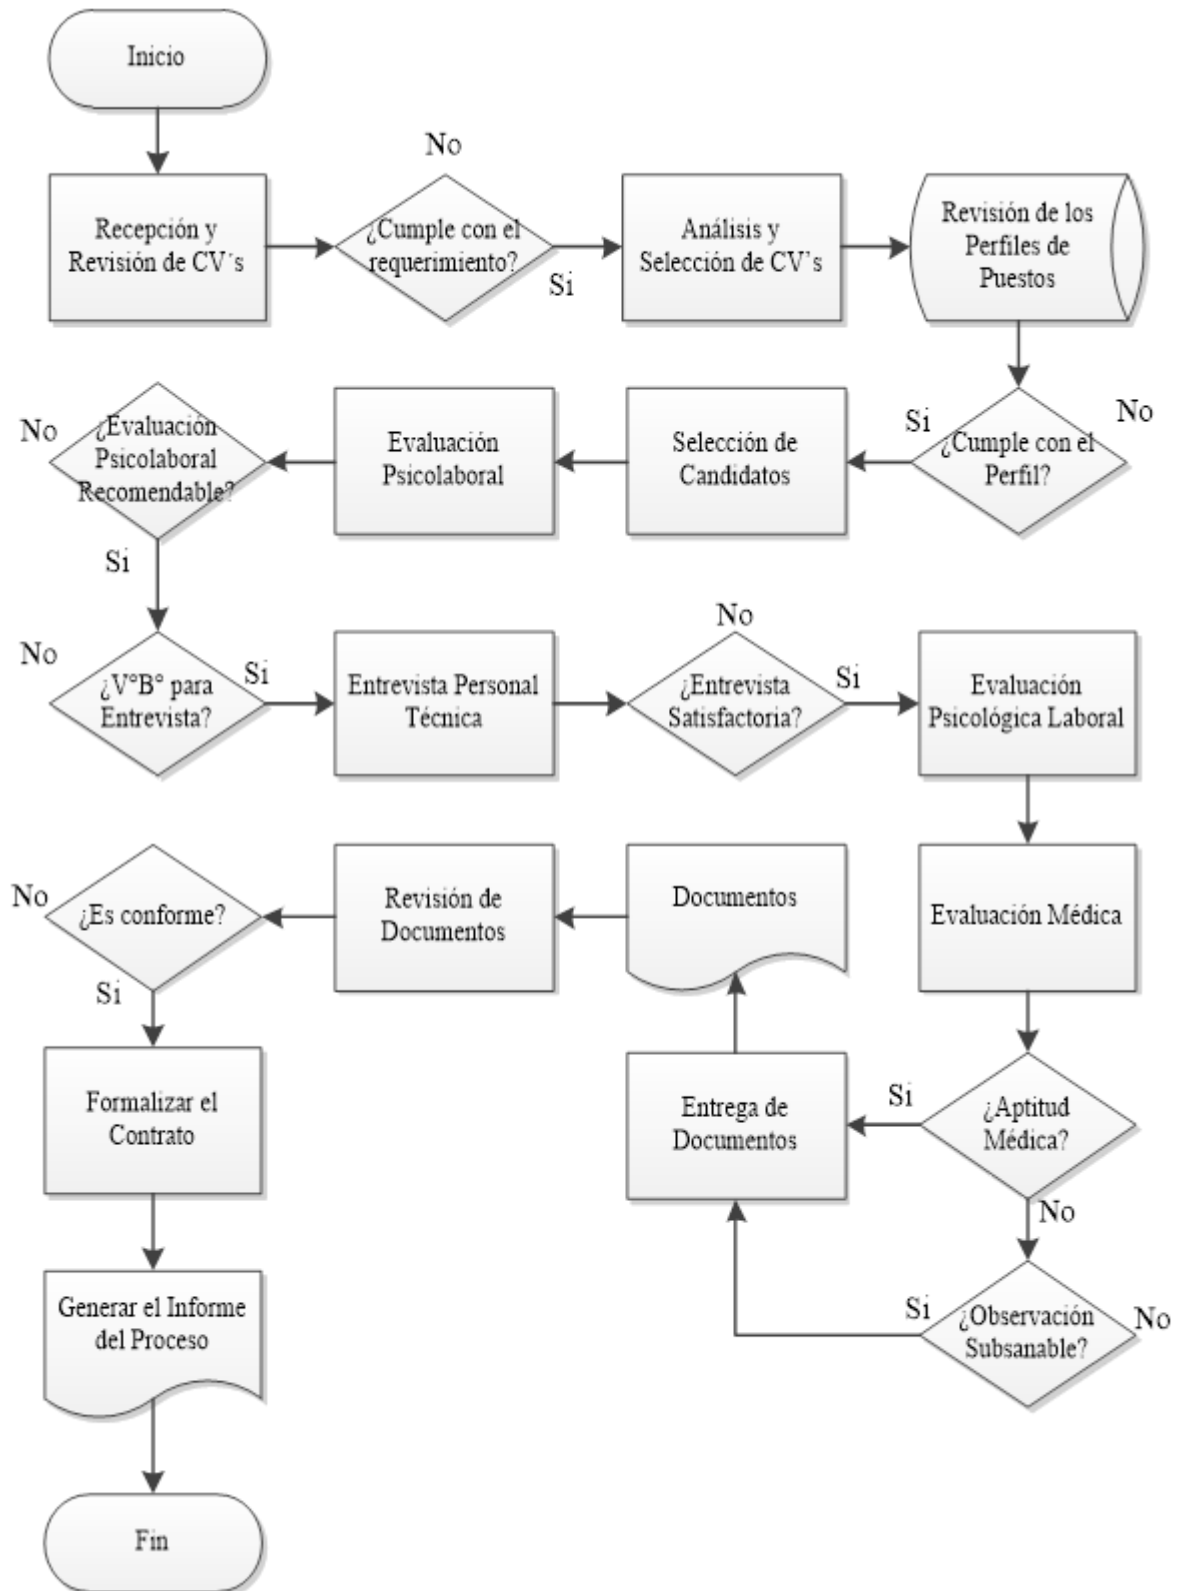 Inicio
No
Recepción y
Revisión de CV´s
¿Cumple con el
requerimiento?
Si
Análisis y
Selección de CV's
Revisión de los
Perfiles de
Puestos
No
¿Evaluación
Psicolaboral
Recomendable?
Si
Evaluación
Psicolaboral
Selección de
Candidatos
Si
¿Cumple con el
Perfil?
No
No
¿V°B° para
Entrevista?
Si
Entrevista Personal
Técnica
No
¿Entrevista
Satisfactoria?
Si
Evaluación
Psicológica Laboral
No
¿Es conforme?
Si
Revisión de
Documentos
Documentos
Evaluación Médica
Formalizar el
Contrato
Entrega de
Documentos
Si
¿Aptitud
Médica?
No
Generar el Informe
del Proceso
Si
¿Observación
Subsanable?
No
Fin